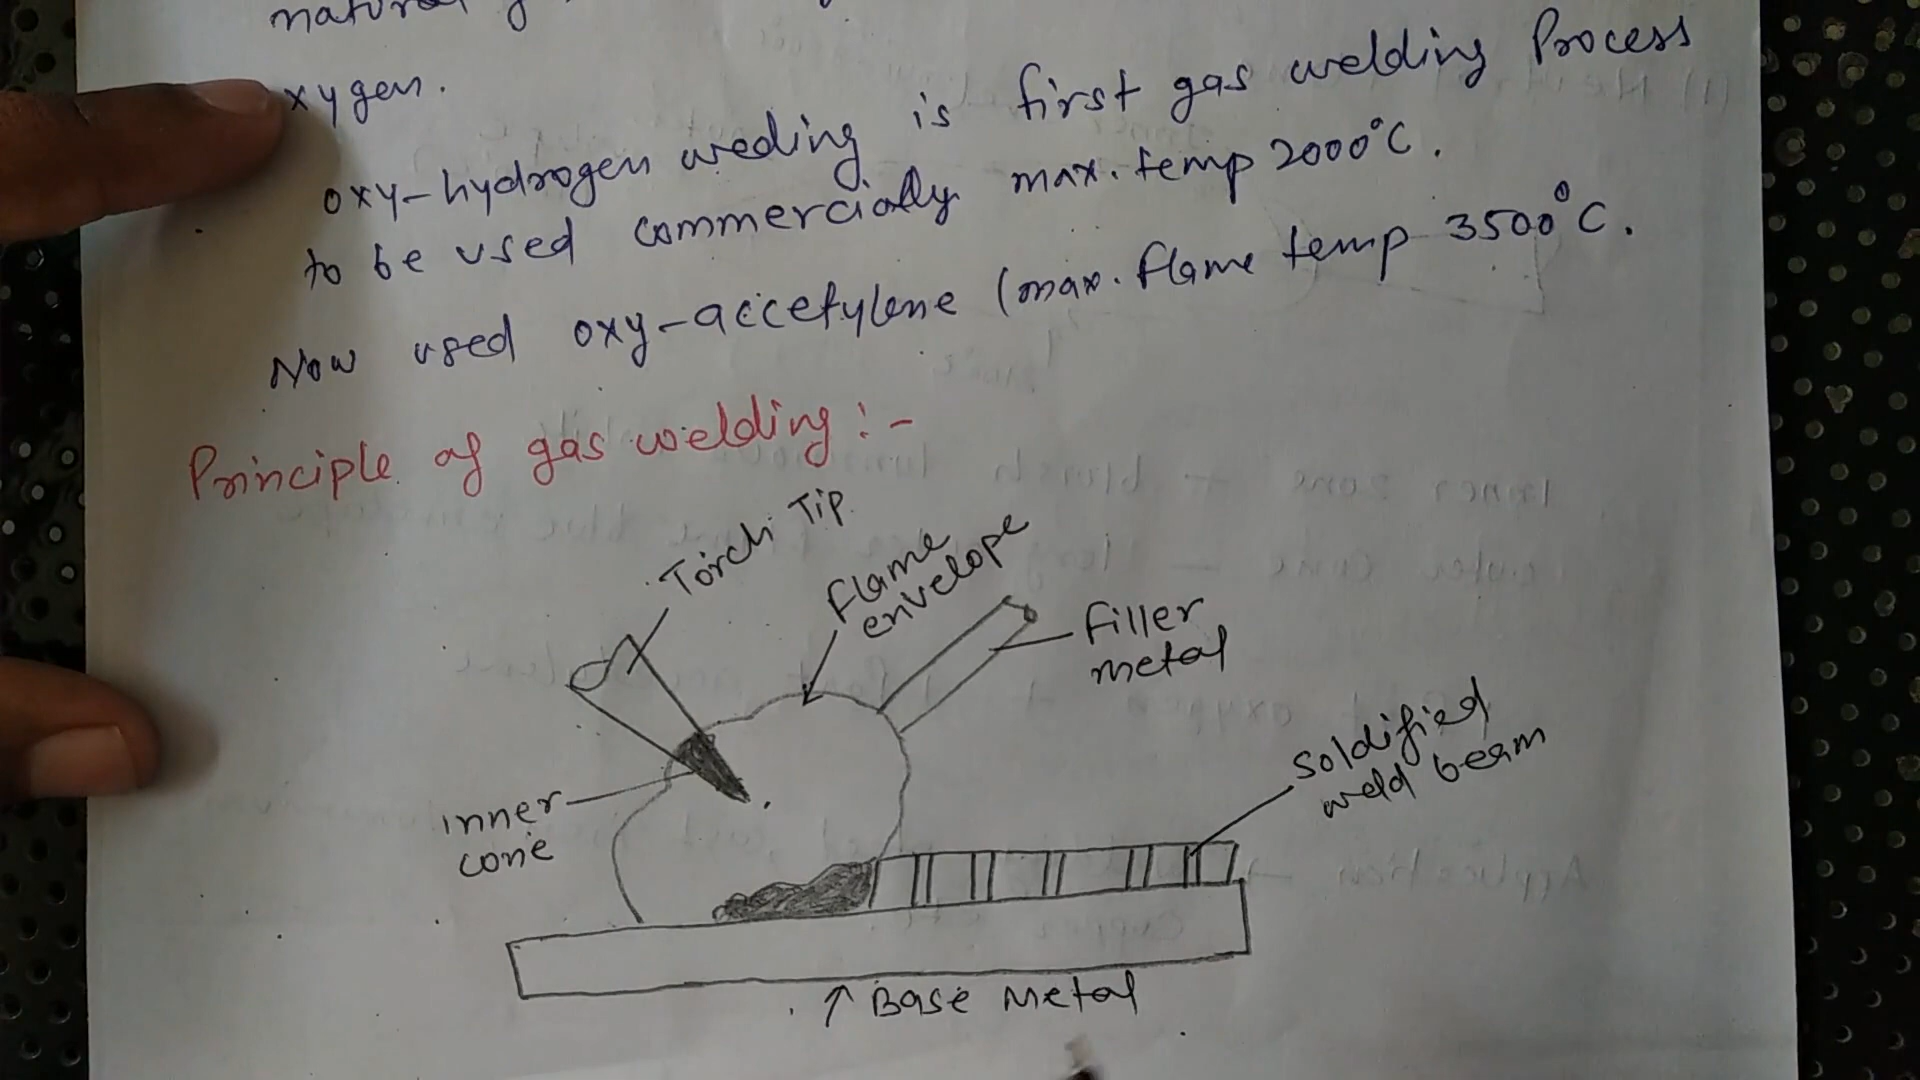 xygen.
oxy-hydrogen weding is first gas welding Process
to be used commercially max. temp 2000°C.
Now used oxy-accetylene (max. flame temp 3500°C.
Principle of gas welding:-
Torch Tip
Flame
envelope
Filler
metal
soldified
weld beam
inner
cone
↑ Base Metal